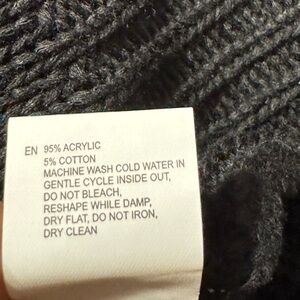 EN 95% ACRYLIC
5% COTTON
MACHINE WASH COLD WATER IN
GENTLE CYCLE INSIDE OUT,
DO NOT BLEACH,
RESHAPE WHILE DAMP,
DRY FLAT, DO NOT IRON,
DRY CLEAN